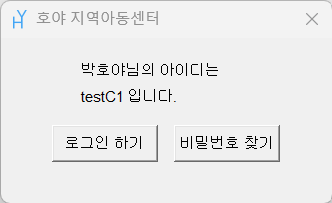 호야 지역아동센터
박호야님의 아이디는
testC1 입니다.
로그인 하기
비밀번호 찾기